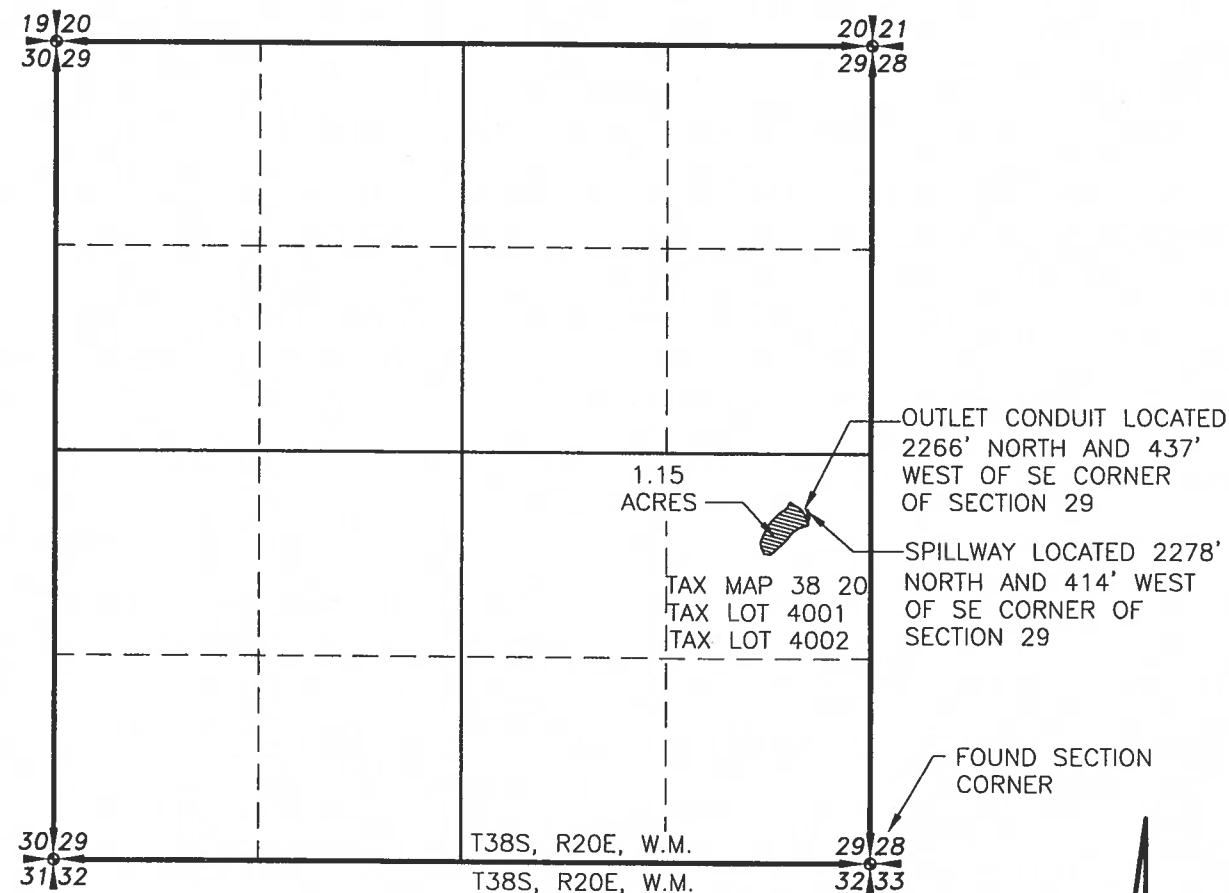 19 20
30 29
20 21
29 28
OUTLET CONDUIT LOCATED
2266' NORTH AND 437'
WEST OF SE CORNER
OF SECTION 29
1.15
ACRES
SPILLWAY LOCATED 2278'
NORTH AND 414' WEST
OF SE CORNER OF
SECTION 29
TAX MAP 38 20
TAX LOT 4001
TAX LOT 4002
FOUND SECTION
CORNER
30 29
31 32
T38S, R20E, W.M.
T38S, R20E, W.M.
29 28
32 33